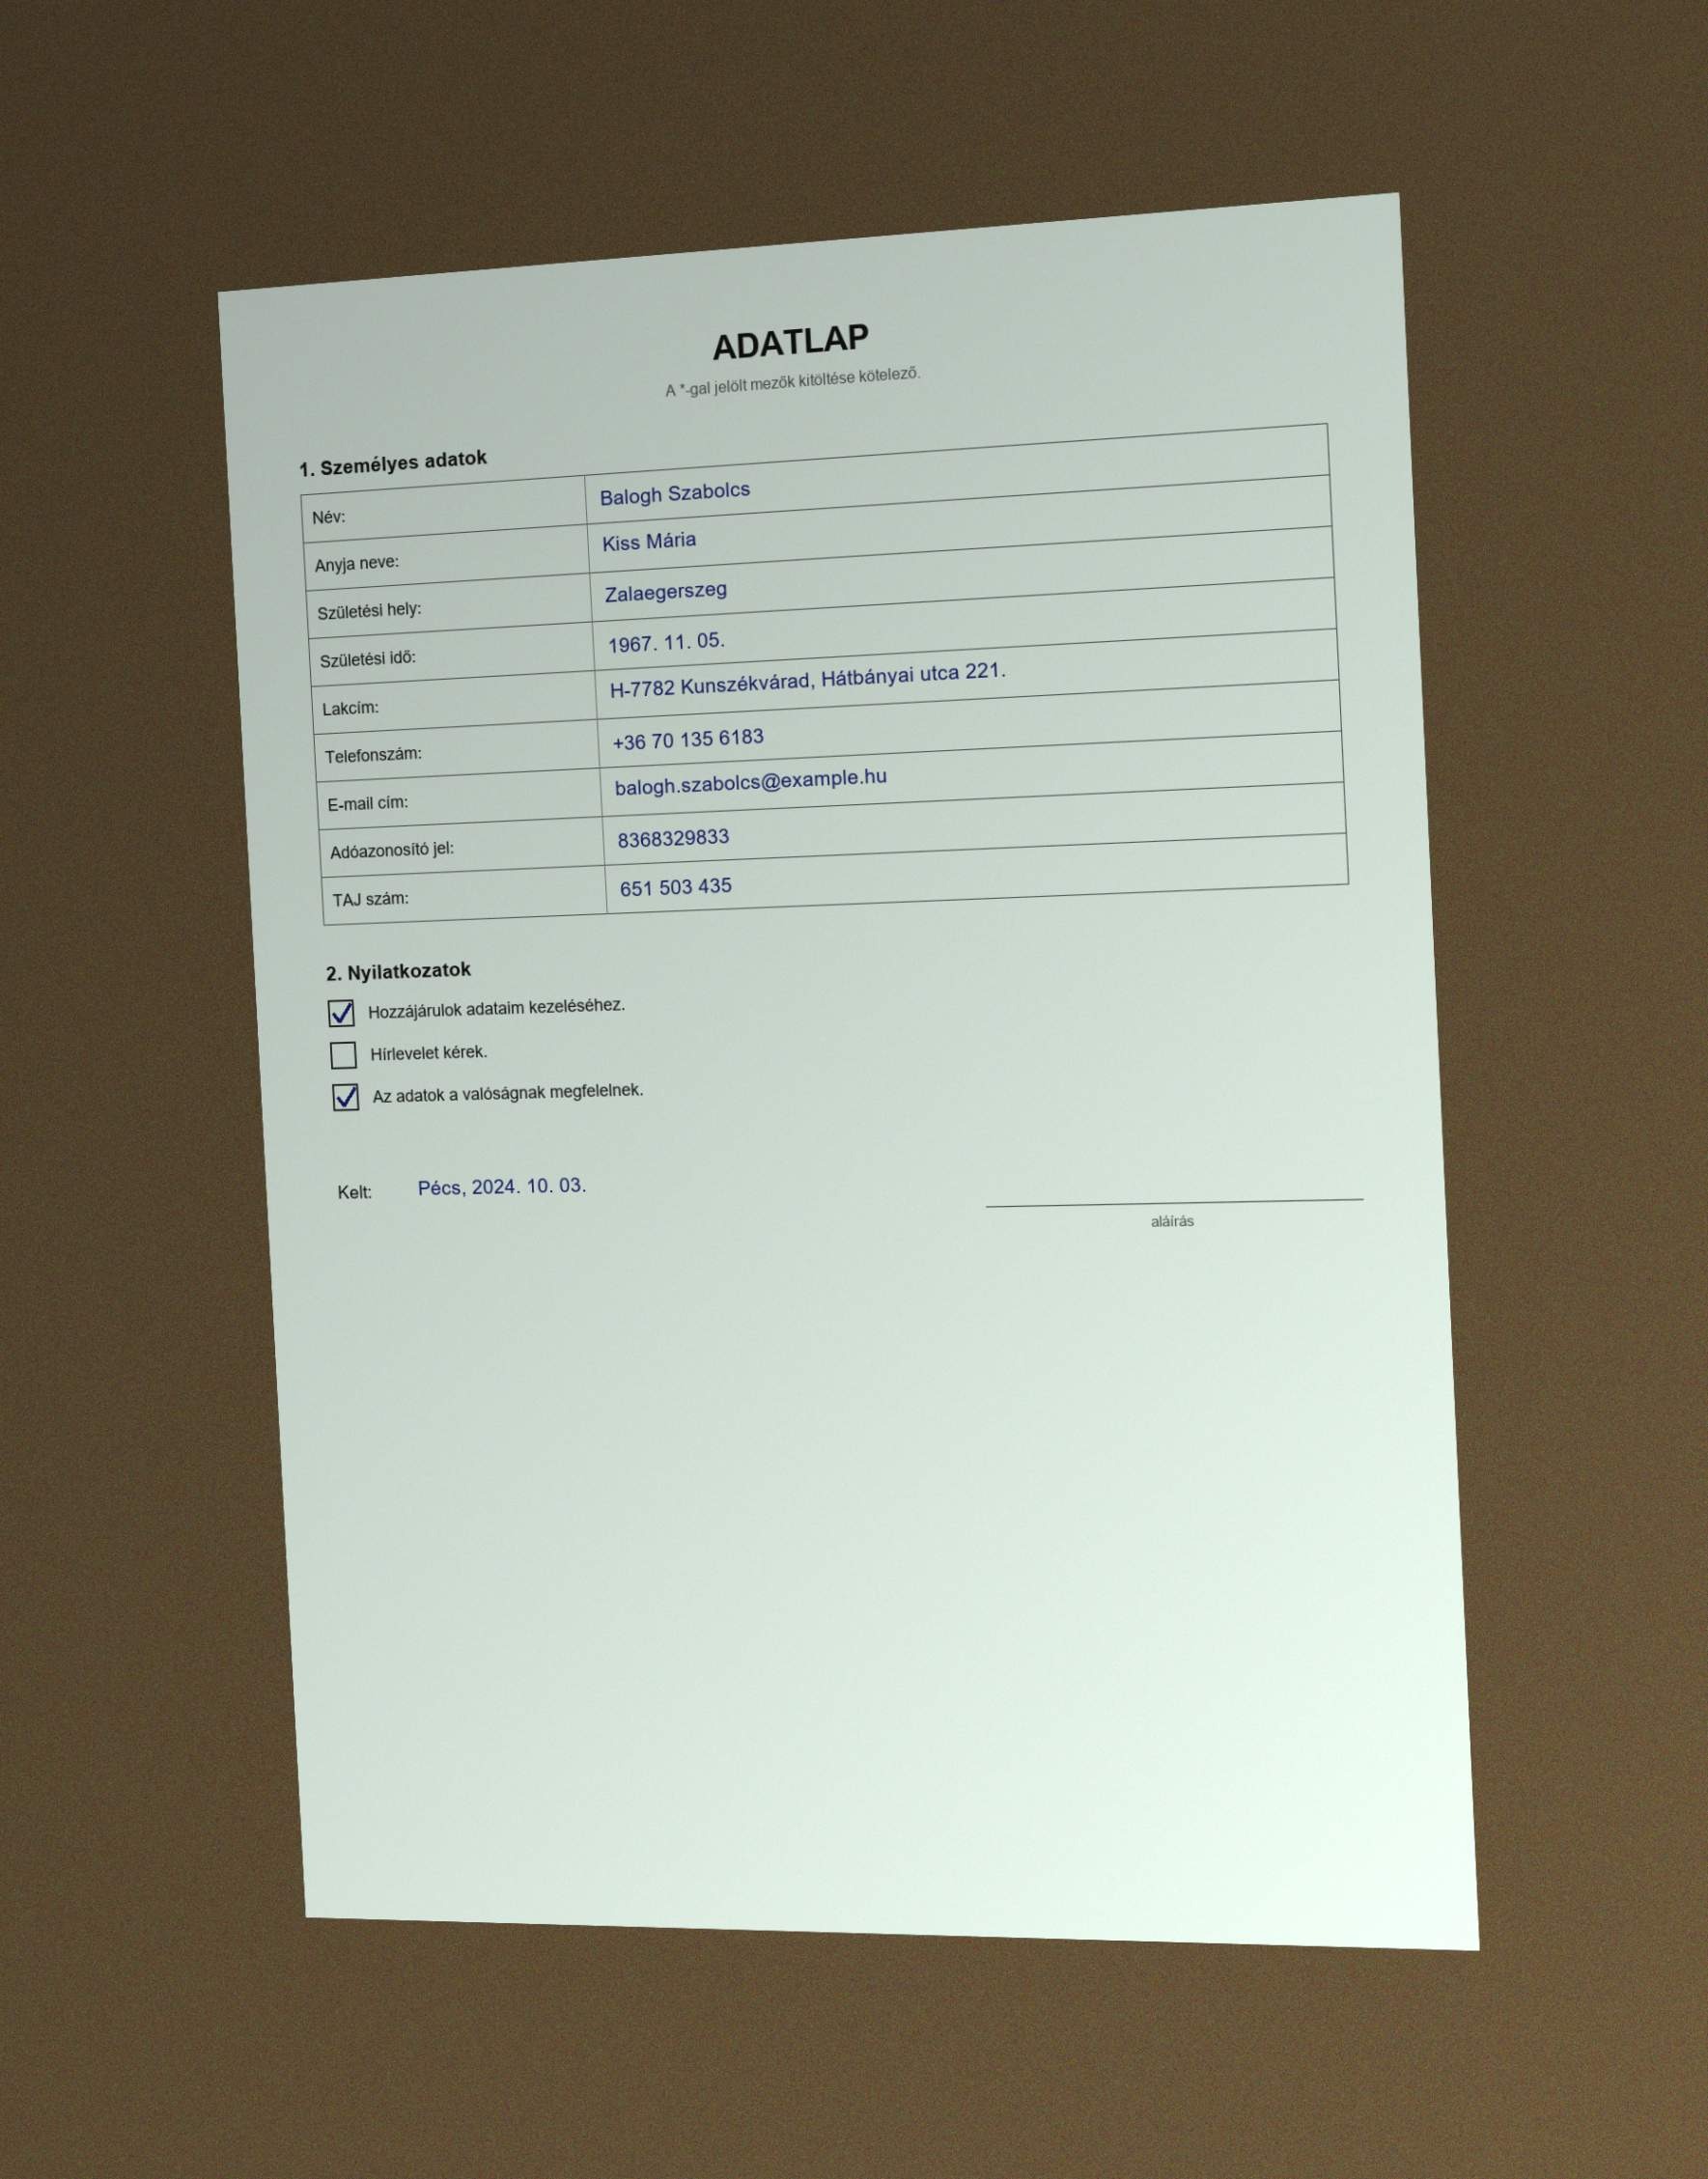 ADATLAP
A *-gal jelölt mezők kitöltése kötelező.
1. Személyes adatok
Név: Balogh Szabolcs
Anyja neve: Kiss Mária
Születési hely: Zalaegerszeg
Születési idő: 1967. 11. 05.
Lakcím: H-7782 Kunszékvárad, Hátbányai utca 221.
Telefonszám: +36 70 135 6183
E-mail cím: balogh.szabolcs@example.hu
Adóazonosító jel: 8368329833
TAJ szám: 651 503 435
2. Nyilatkozatok
Hozzájárulok adataim kezeléséhez.
Hírlevelet kérek.
Az adatok a valóságnak megfelelnek.
Kelt: Pécs, 2024. 10. 03.
aláírás